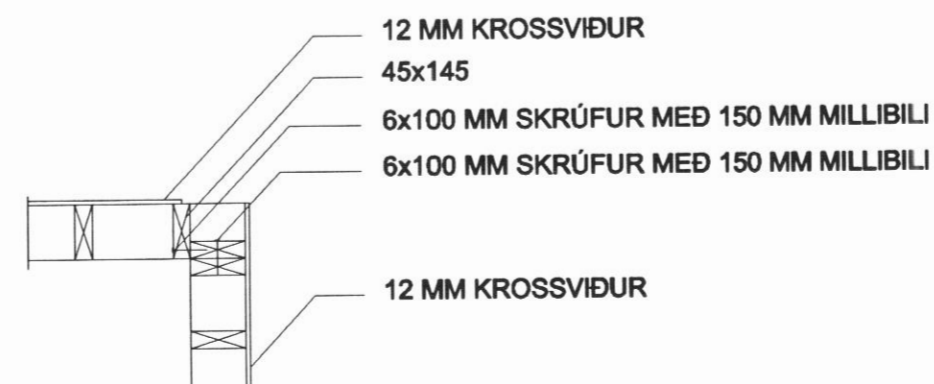 12 MM KROSSVIÐUR
45x145
6x100 MM SKRÚFUR MEÐ 150 MM MILLIBILI
6x100 MM SKRÚFUR MEÐ 150 MM MILLIBILI
12 MM KROSSVIÐUR